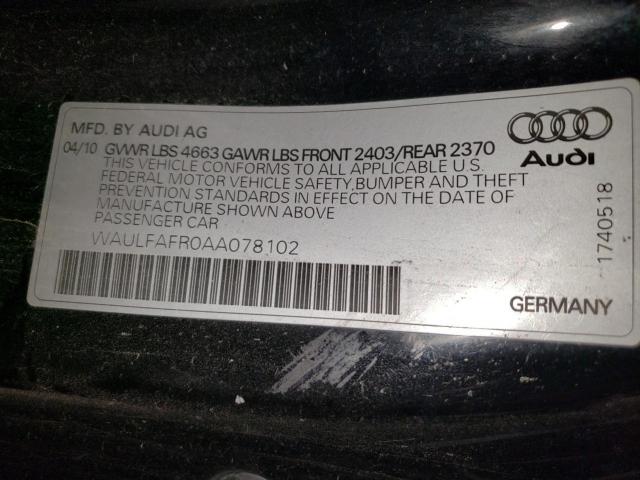 MFD. BY AUDI AG
04/10 GVWR LBS 4663 GAWR LBS FRONT 2403/REAR 2370
THIS VEHICLE CONFORMS TO ALL APPLICABLE U.S.
FEDERAL MOTOR VEHICLE SAFETY,BUMPER AND THEFT
PREVENTION STANDARDS IN EFFECT ON THE DATE OF
MANUFACTURE SHOWN ABOVE
PASSENGER CAR
WAULFAFR0AA078102
Audi
1740518
GERMANY